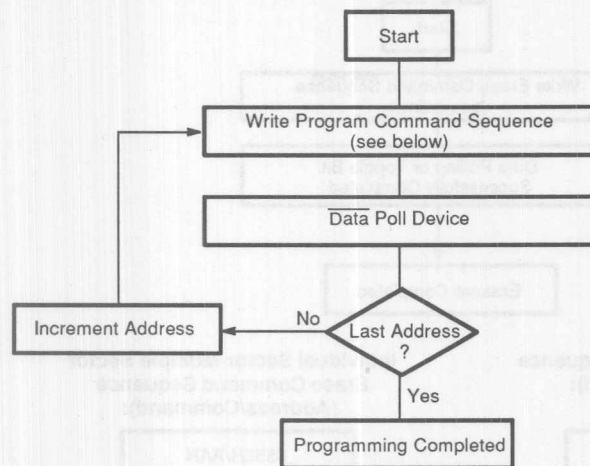 Start
Write Program Command Sequence
(see below)
Data Poll Device
Increment Address
No
Last Address
?
Yes
Programming Completed